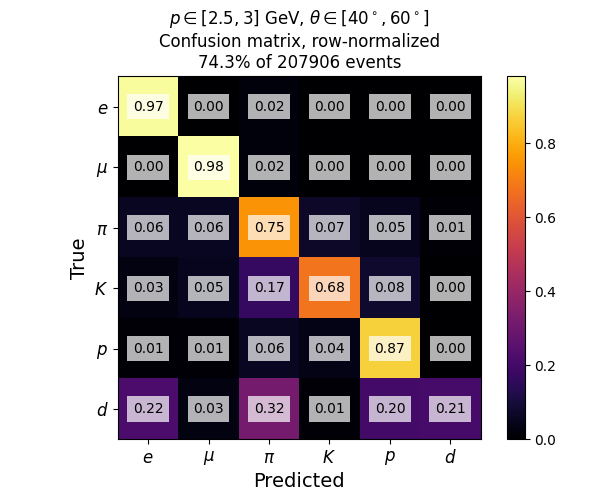 p ∈ [2.5, 3] GeV, θ ∈ [40°, 60°]
Confusion matrix, row-normalized
74.3% of 207906 events
e 0.97 0.00 0.02 0.00 0.00 0.00
μ 0.00 0.98 0.02 0.00 0.00 0.00
π 0.06 0.06 0.75 0.07 0.05 0.01
K 0.03 0.05 0.17 0.68 0.08 0.00
p 0.01 0.01 0.06 0.04 0.87 0.00
d 0.22 0.03 0.32 0.01 0.20 0.21
e μ π K p d
Predicted
True
0.8
0.6
0.4
0.2
0.0